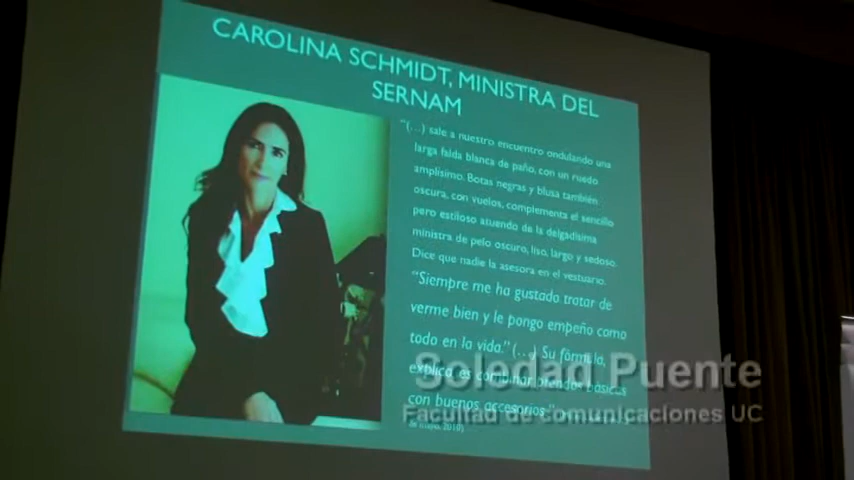 CAROLINA SCHMIDT, MINISTRA DEL
SERNAM
"(...) sale a nuestro encuentro ondulando una
larga falda blanca de paño, con un ruedo
amplísimo. Botas negras y blusa también
oscura, con vuelos, complementa el sencillo
pero estiloso atuendo de la delgadísima
ministra de pelo oscuro, liso, largo y sedoso.
Dice que nadie la asesora en el vestuario.
"Siempre me ha gustado tratar de
verme bien y le pongo empeño como
todo en la vida." (...) Su fórmula,
explica, es combinar prendas básicas
con buenos accesorios."
de mayo, 2010)
Soledad Puente
Facultad de comunicaciones UC